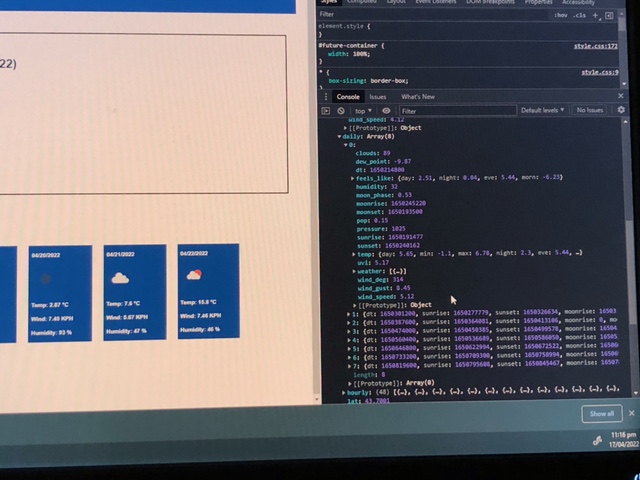 22)
04/20/2022
Temp: 2.67 °C
Wind: 7.49 KPH
Humidity: 93 %
04/21/2022
Temp: 7.6 °C
Wind: 9.67 KPH
Humidity: 47 %
04/22/2022
Temp: 15.8 °C
Wind: 7.46 KPH
Humidity: 46 %
Styles Computed Layout Event Listeners DOM Breakpoints Properties Accessibility
Filter :hov .cls +
element.style {
}
#future-container { style.css:172
width: 100%;
}
* { style.css:9
box-sizing: border-box;
Console Issues What's New
top Filter Default levels No Issues
wind_speed: 4.12
[[Prototype]]: Object
daily: Array(8)
0:
clouds: 89
dew_point: -9.87
dt: 1650214800
feels_like: {day: 2.51, night: 0.84, eve: 5.44, morn: -6.23}
humidity: 32
moon_phase: 0.53
moonrise: 1650245220
moonset: 1650193500
pop: 0.15
pressure: 1025
sunrise: 1650191477
sunset: 1650240162
temp: {day: 5.65, min: -1.1, max: 6.78, night: 2.3, eve: 5.44, …}
uvi: 5.17
weather: [{…}]
wind_deg: 314
wind_gust: 8.45
wind_speed: 5.12
[[Prototype]]: Object
1: {dt: 1650301200, sunrise: 1650277779, sunset: 1650326634, moonrise: 16503
2: {dt: 1650387600, sunrise: 1650364081, sunset: 1650413106, moonrise: 0, mo
3: {dt: 1650474000, sunrise: 1650450385, sunset: 1650499578, moonrise: 16504
4: {dt: 1650560400, sunrise: 1650536689, sunset: 1650586050, moonrise: 16505
5: {dt: 1650646800, sunrise: 1650622994, sunset: 1650672522, moonrise: 16506
6: {dt: 1650733200, sunrise: 1650709300, sunset: 1650758994, moonrise: 16506
7: {dt: 1650819600, sunrise: 1650795608, sunset: 1650845467, moonrise: 16507
length: 8
[[Prototype]]: Array(0)
hourly: (48) [{…}, {…}, {…}, {…}, {…}, {…}, {…}, {…}, {…}, {…}
lat: 43.7001
Show all
11:16 pm
17/04/2022